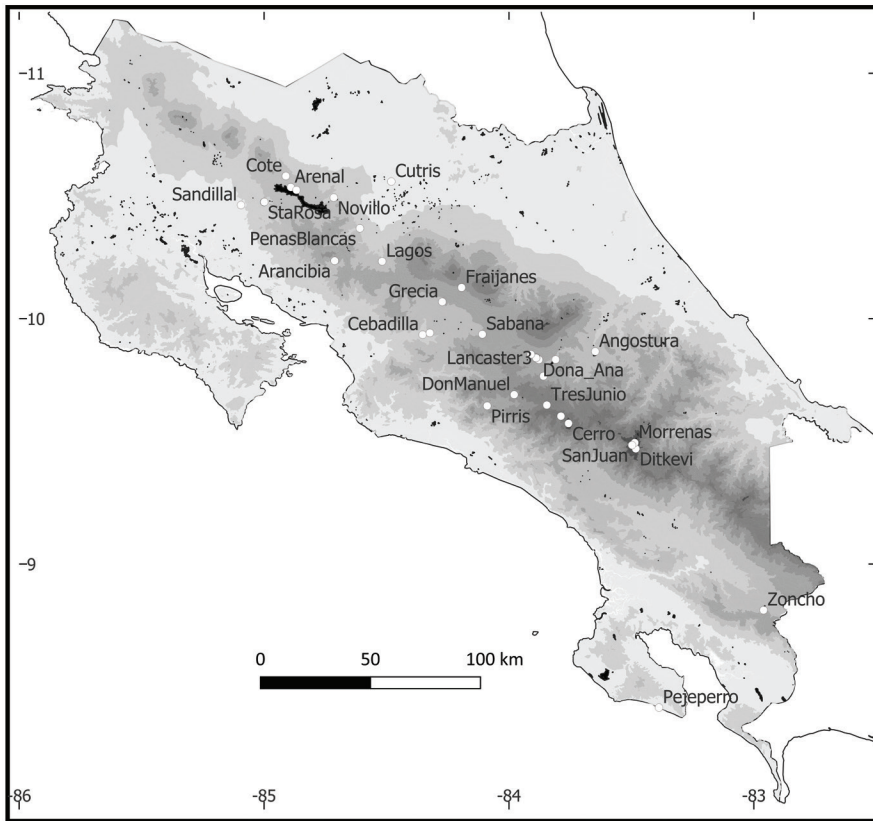 -11
Cote
Arenal
Cutris
Sandillal
StaRosa
Novillo
PenasBlancas
Lagos
Arancibia
Fraijanes
Grecia
-10
Cebadilla
Sabana
Angostura
Lancaster3
Dona_Ana
DonManuel
TresJunio
Pirris
Cerro
Morrenas
SanJuan
Ditkevi
-9
Zoncho
0 50 100 km
Pejeperro
-86 -85 -84 -83